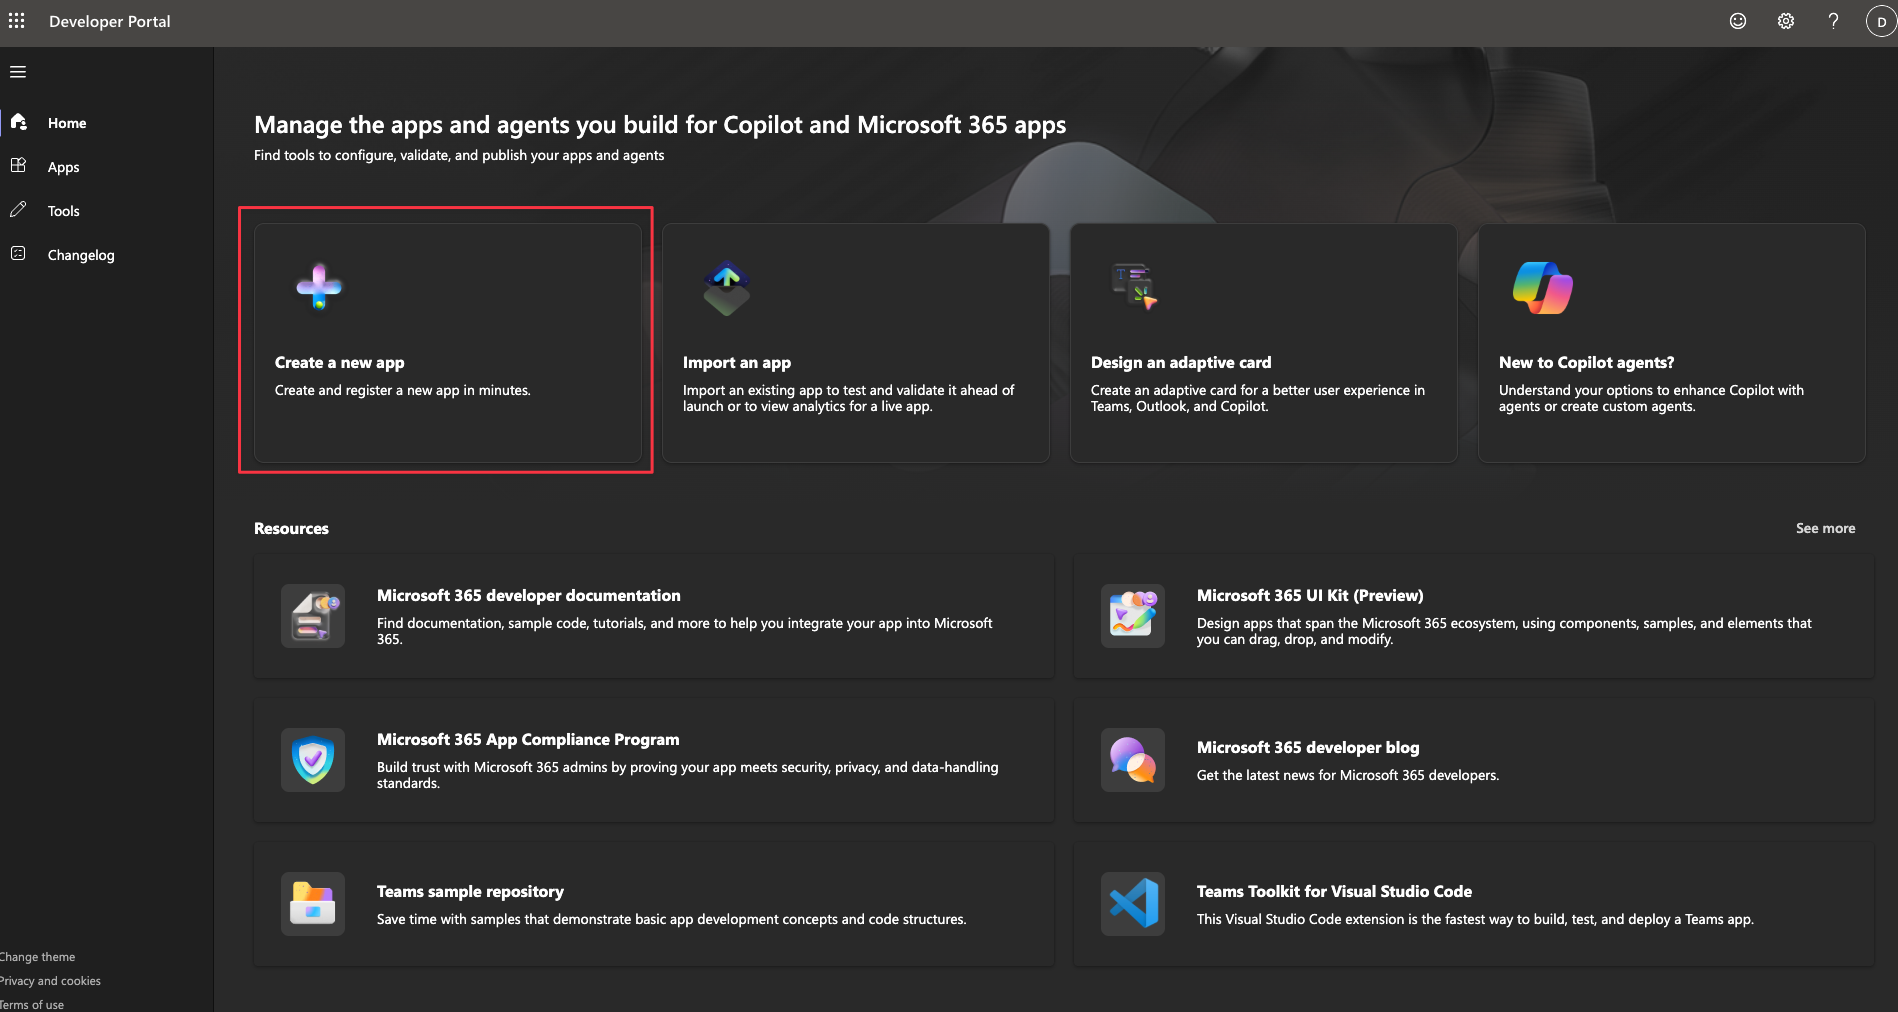 Developer Portal
D
Home
Apps
Tools
Changelog
Manage the apps and agents you build for Copilot and Microsoft 365 apps
Find tools to configure, validate, and publish your apps and agents
Create a new app
Create and register a new app in minutes.
Import an app
Import an existing app to test and validate it ahead of
launch or to view analytics for a live app.
Design an adaptive card
Create an adaptive card for a better user experience in
Teams, Outlook, and Copilot.
New to Copilot agents?
Understand your options to enhance Copilot with
agents or create custom agents.
Resources
See more
Microsoft 365 developer documentation
Find documentation, sample code, tutorials, and more to help you integrate your app into Microsoft
365.
Microsoft 365 UI Kit (Preview)
Design apps that span the Microsoft 365 ecosystem, using components, samples, and elements that
you can drag, drop, and modify.
Microsoft 365 App Compliance Program
Build trust with Microsoft 365 admins by proving your app meets security, privacy, and data-handling
standards.
Microsoft 365 developer blog
Get the latest news for Microsoft 365 developers.
Teams sample repository
Save time with samples that demonstrate basic app development concepts and code structures.
Teams Toolkit for Visual Studio Code
This Visual Studio Code extension is the fastest way to build, test, and deploy a Teams app.
Change theme
Privacy and cookies
Terms of use